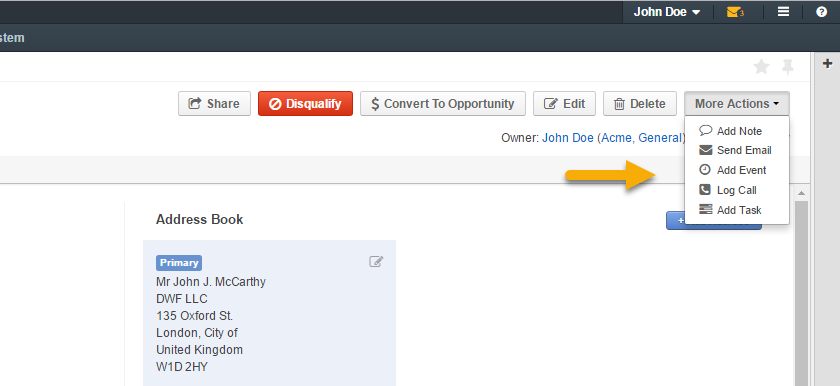 John Doe
stem
Share
Disqualify
$ Convert To Opportunity
Edit
Delete
More Actions
Owner: John Doe (Acme, General)
Add Note
Send Email
Add Event
Log Call
Add Task
Address Book
+
Primary
Mr John J. McCarthy
DWF LLC
135 Oxford St.
London, City of
United Kingdom
W1D 2HY